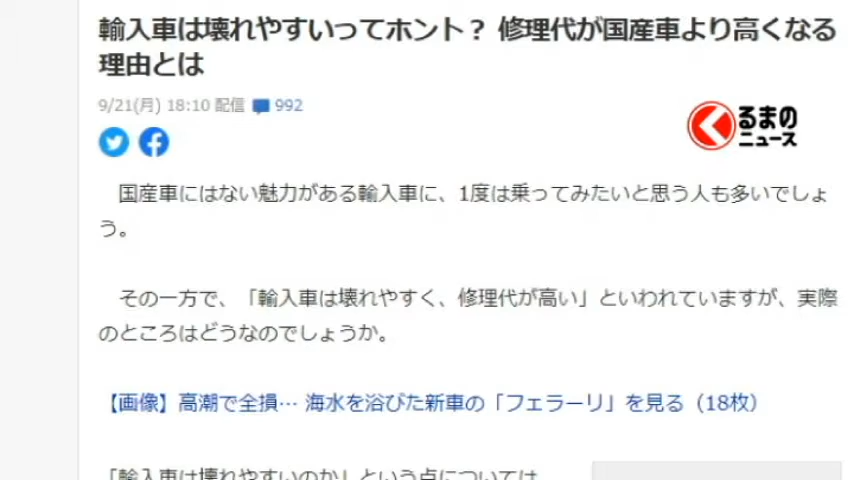 輸入車は壊れやすいってホント？ 修理代が国産車より高くなる
理由とは
9/21(月) 18:10 配信 992
くるまの
ニュース
国産車にはない魅力がある輸入車に、1度は乗ってみたいと思う人も多いでしょ
う。
その一方で、「輸入車は壊れやすく、修理代が高い」といわれていますが、実際
のところはどうなのでしょうか。
【画像】高潮で全損… 海水を浴びた新車の「フェラーリ」を見る（18枚）
「輸入車は壊れやすいのか」という点については